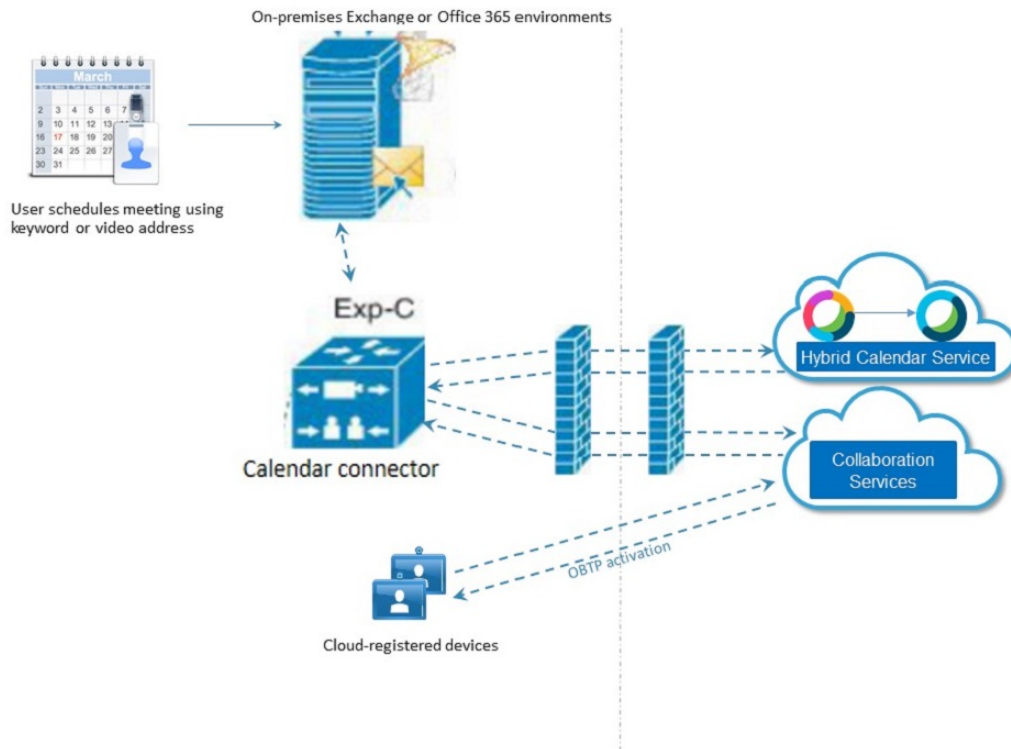 On-premises Exchange or Office 365 environments
March
2 3 4 5 6 7
9 10 11 12 13
16 17 18 19 20
23 24 25 26 27
30 31
User schedules meeting using
keyword or video address
Exp-C
Hybrid Calendar Service
Calendar connector
Collaboration
Services
OBTP activation
Cloud-registered devices